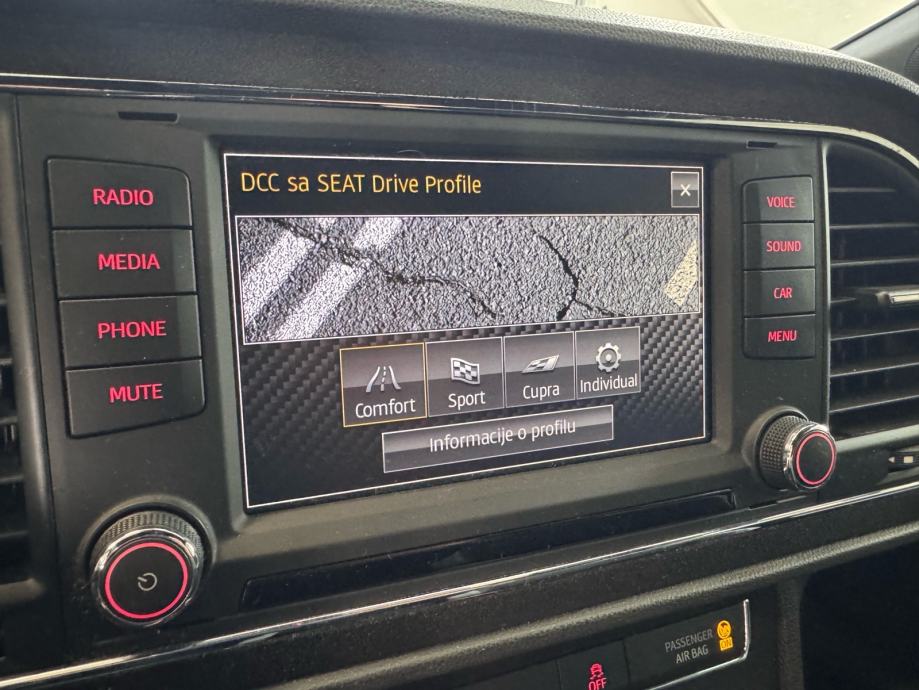 RADIO
MEDIA
PHONE
MUTE
DCC sa SEAT Drive Profile
Comfort
Sport
Cupra
Individual
Informacije o profilu
VOICE
SOUND
CAR
MENU
PASSENGER
AIR BAG
ON
OFF